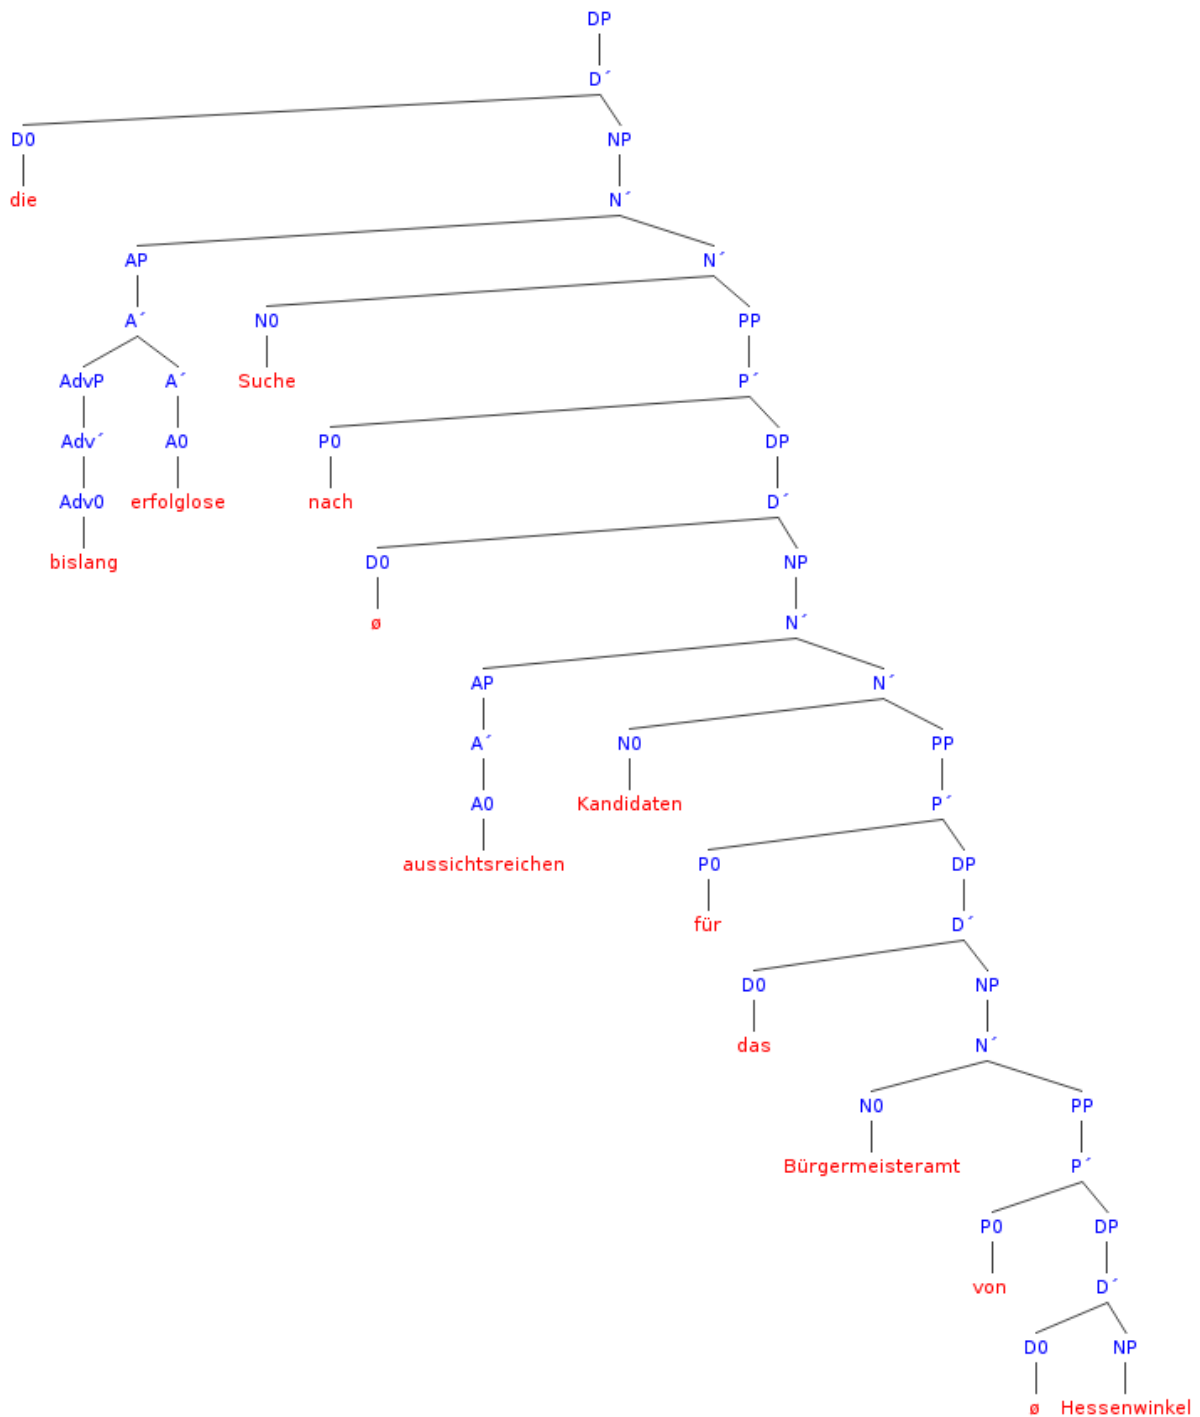 DP
D´
D0 NP
die N´
AP N´
A´ N0 PP
AdvP A´ Suche P´
Adv´ A0 P0 DP
Adv0 erfolglose nach D´
bislang D0 NP
ø N´
AP N´
A´ N0 PP
A0 Kandidaten P´
aussichtsreichen P0 DP
für D´
D0 NP
das N´
N0 PP
Bürgermeisteramt P´
P0 DP
von D´
D0 NP
ø Hessenwinkel